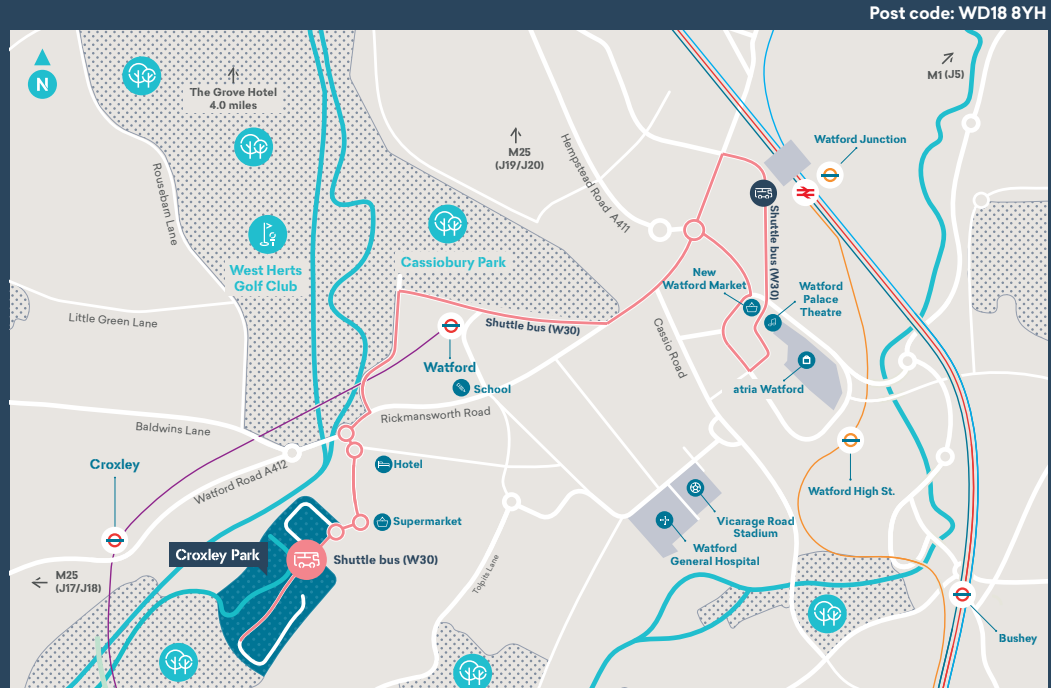 Post code: WD18 8YH
N
The Grove Hotel
4.0 miles
M1 (J5)
M25
(J19/J20)
Hempstead Road A411
Watford Junction
Rousebarn Lane
West Herts
Golf Club
Cassiobury Park
Shuttle bus (W30)
New
Watford Market
Watford
Palace
Theatre
Little Green Lane
Shuttle bus (W30)
Cassio Road
Watford
School
atria Watford
Rickmansworth Road
Baldwins Lane
Croxley
Watford Road A412
Hotel
Watford High St.
Supermarket
Vicarage Road
Stadium
Watford
General Hospital
Croxley Park
Shuttle bus (W30)
Tolpits Lane
M25
(J17/J18)
Bushey